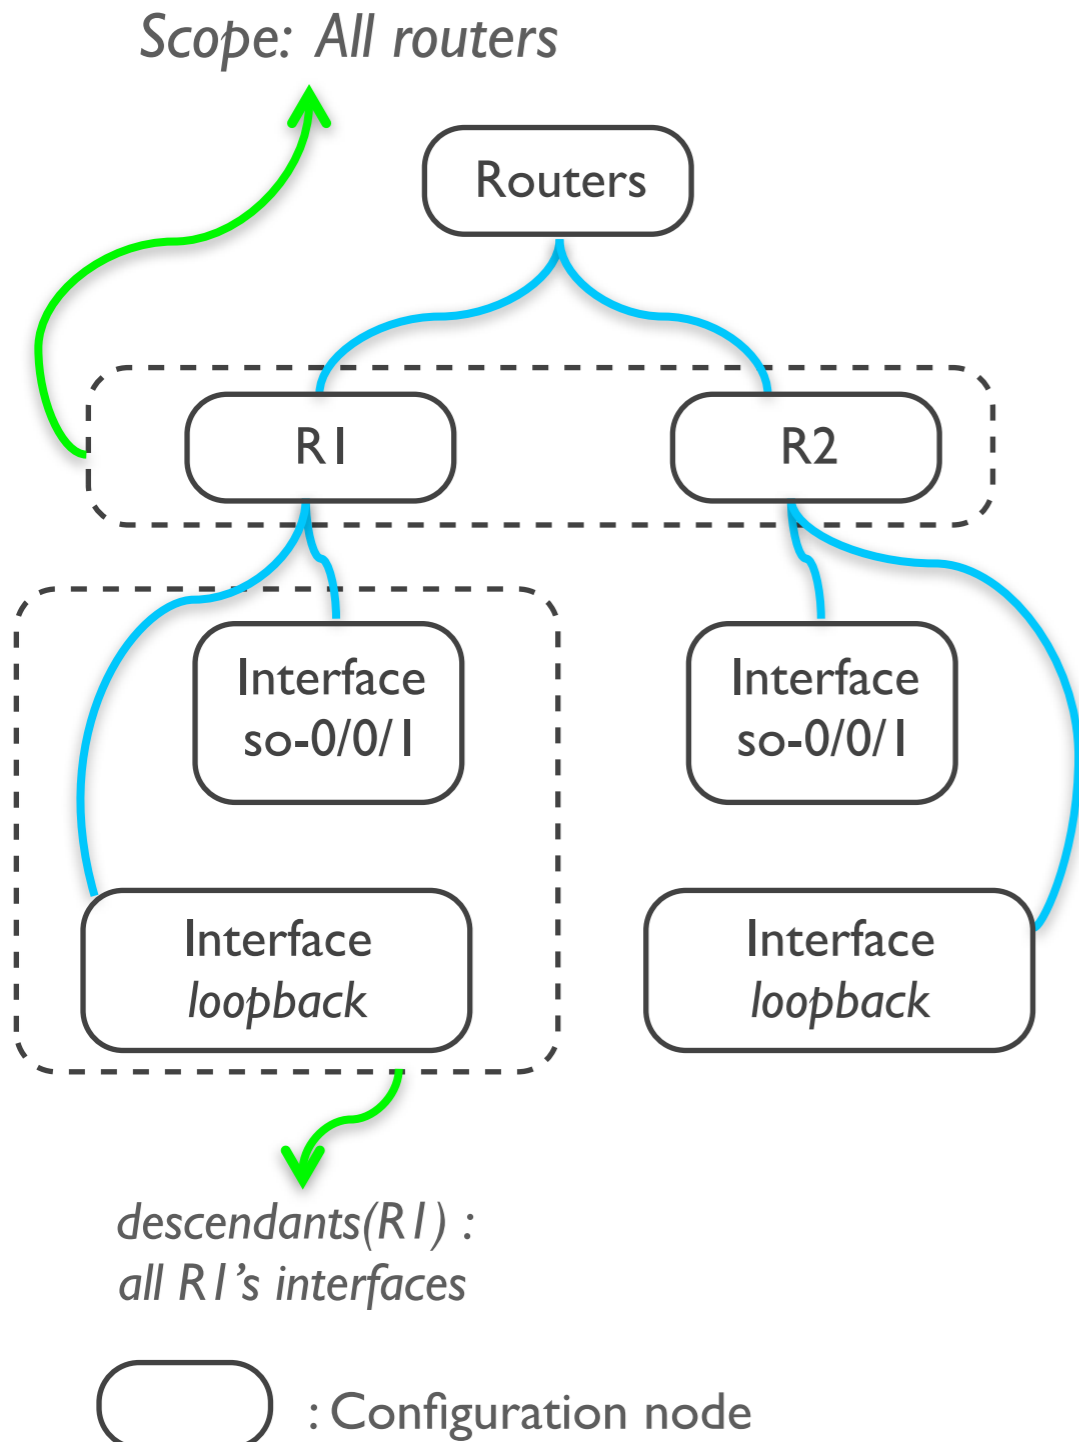 Scope: All routers
Routers
R1
R2
Interface
so-0/0/1
Interface
so-0/0/1
Interface
loopback
Interface
loopback
descendants(R1) :
all R1's interfaces
: Configuration node